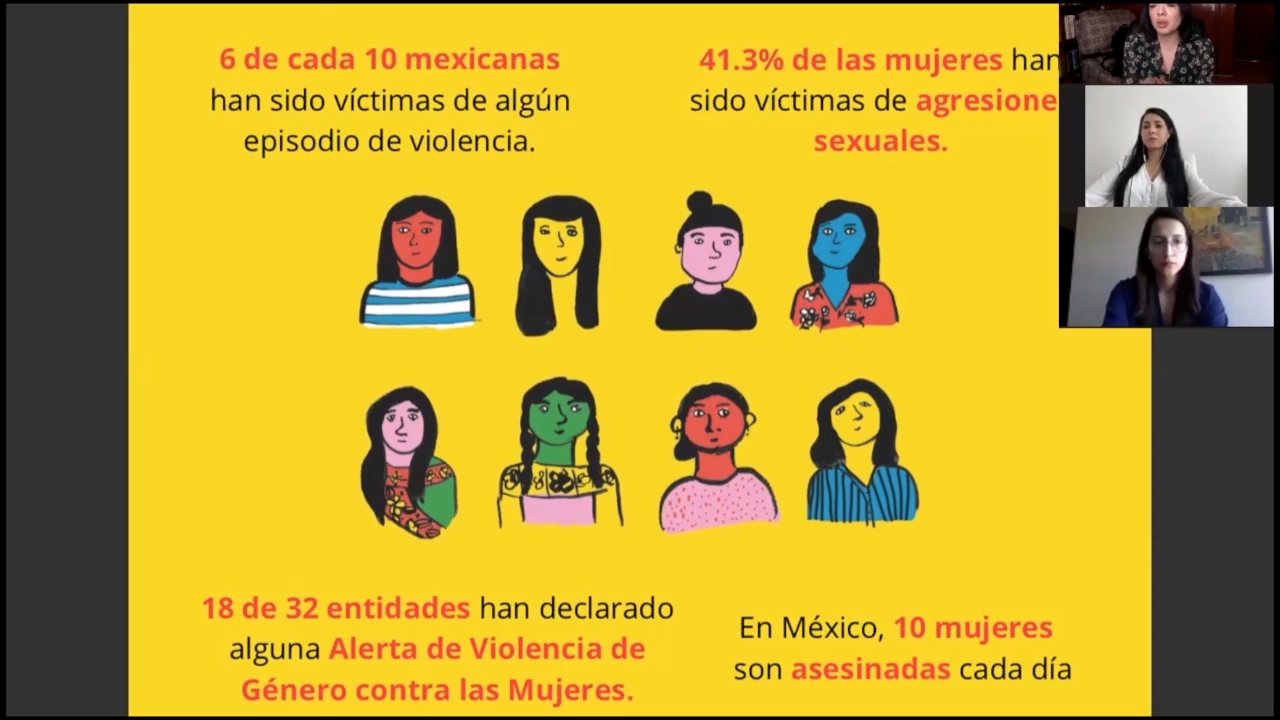 6 de cada 10 mexicanas
han sido víctimas de algún
episodio de violencia.
41.3% de las mujeres han
sido víctimas de agresione
sexuales.
18 de 32 entidades han declarado
alguna Alerta de Violencia de
Género contra las Mujeres.
En México, 10 mujeres
son asesinadas cada día